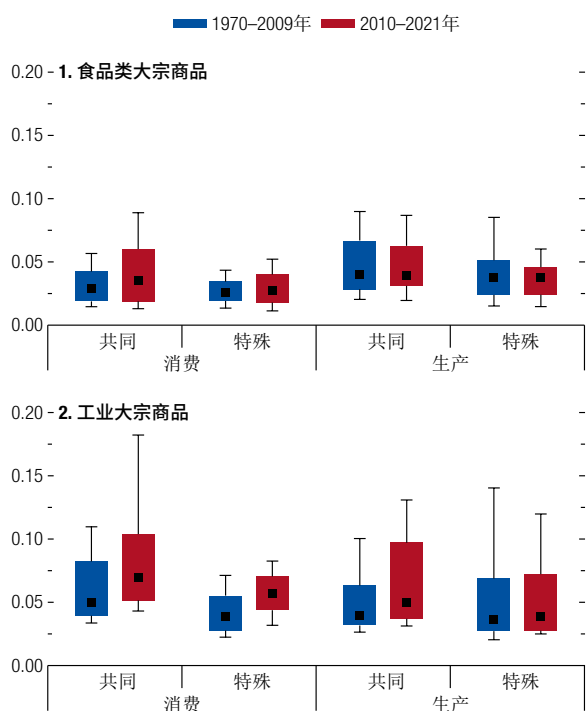 1970–2009年 2010–2021年
1. 食品类大宗商品
0.20
0.15
0.10
0.05
0.00
共同 特殊 共同 特殊
消费 生产
2. 工业大宗商品
0.20
0.15
0.10
0.05
0.00
共同 特殊 共同 特殊
消费 生产